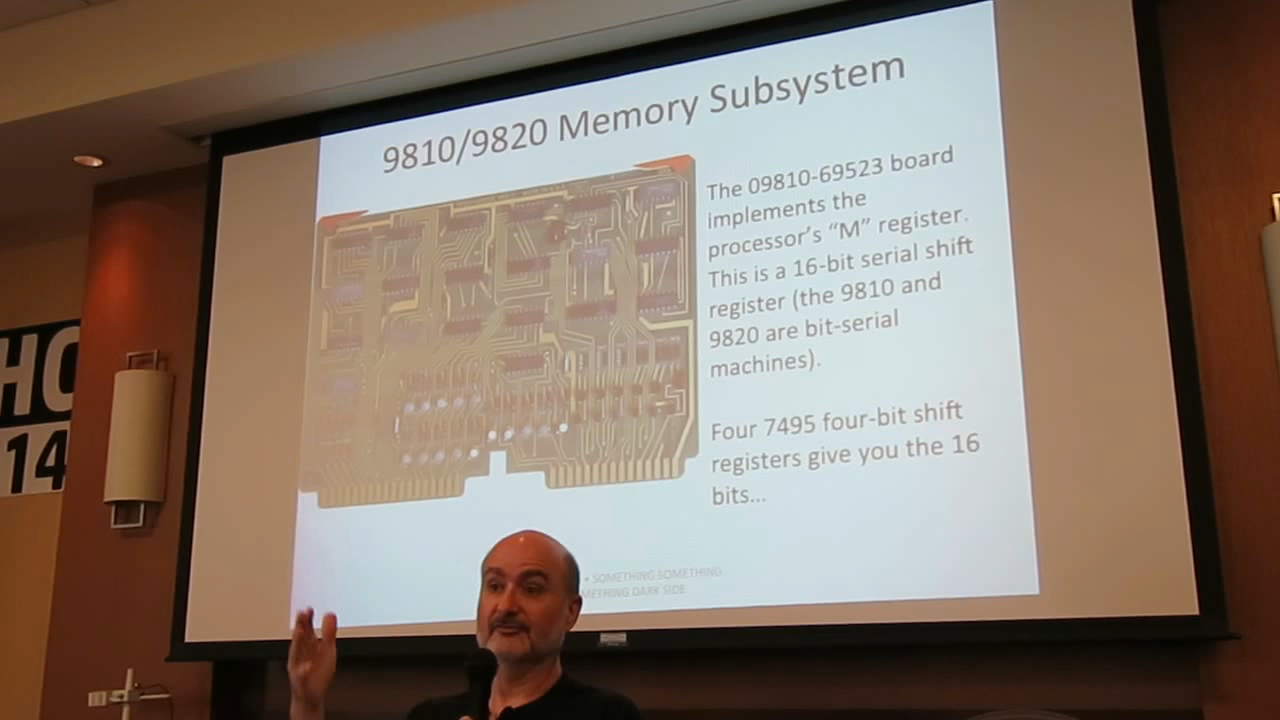 9810/9820 Memory Subsystem
The 09810-69523 board
implements the
processor's “M” register.
This is a 16-bit serial shift
register (the 9810 and
9820 are bit-serial
machines).
Four 7495 four-bit shift
registers give you the 16
bits...
• SOMETHING SOMETHING
METHING DARK SIDE
HO
14